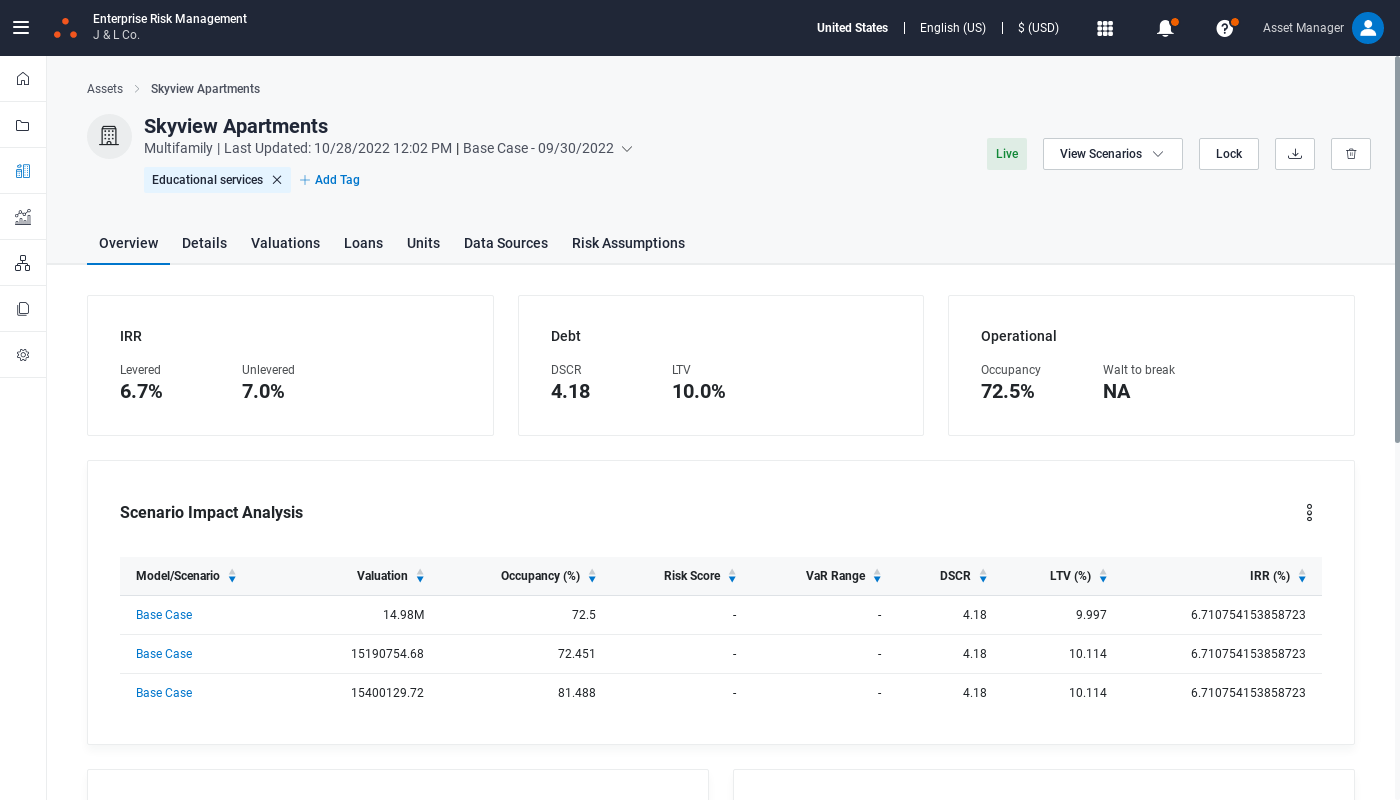 Enterprise Risk Management
J & L Co.
United States | English (US) | $ (USD)
Asset Manager
Assets > Skyview Apartments
Skyview Apartments
Multifamily | Last Updated: 10/28/2022 12:02 PM | Base Case - 09/30/2022
Educational services
Add Tag
Live
View Scenarios
Lock
Overview Details Valuations Loans Units Data Sources Risk Assumptions
IRR
Levered Unlevered
6.7% 7.0%
Debt
DSCR LTV
4.18 10.0%
Operational
Occupancy Walt to break
72.5% NA
Scenario Impact Analysis
Model/Scenario Valuation Occupancy (%) Risk Score VaR Range DSCR LTV (%) IRR (%)
Base Case 14.98M 72.5 - - 4.18 9.997 6.710754153858723
Base Case 15190754.68 72.451 - - 4.18 10.114 6.710754153858723
Base Case 15400129.72 81.488 - - 4.18 10.114 6.710754153858723